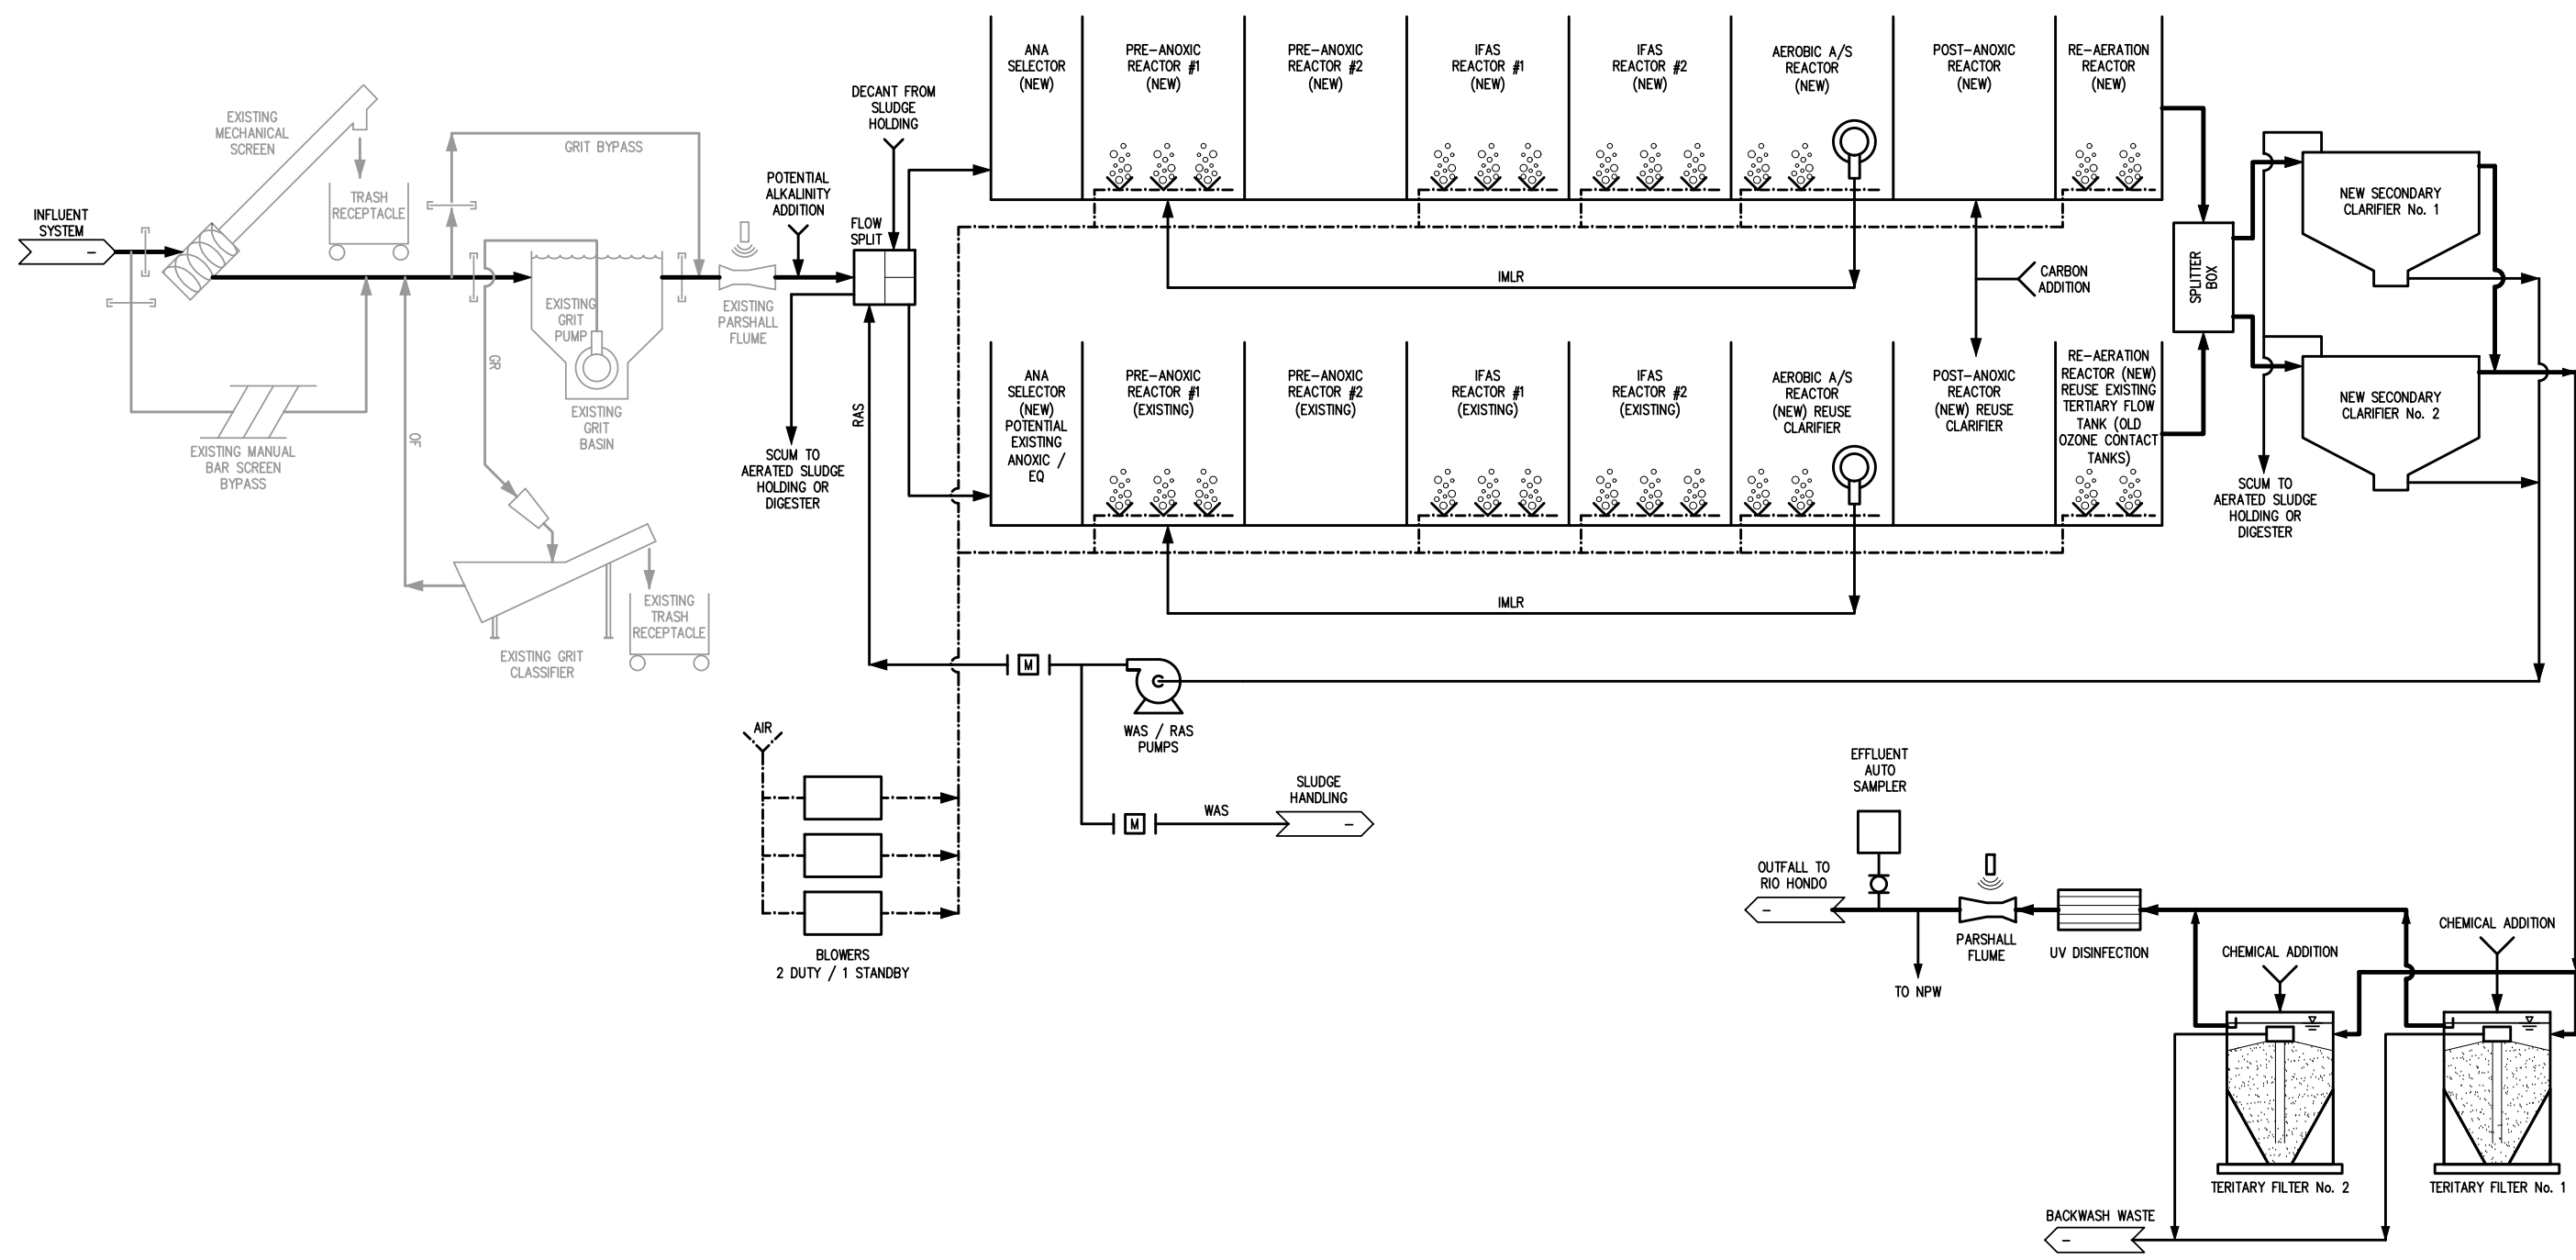 INFLUENT
SYSTEM
–
EXISTING
MECHANICAL
SCREEN
TRASH
RECEPTACLE
GRIT BYPASS
EXISTING MANUAL
BAR SCREEN
BYPASS
OF
GR
EXISTING
GRIT
PUMP
EXISTING
GRIT
BASIN
EXISTING
PARSHALL
FLUME
EXISTING GRIT
CLASSIFIER
EXISTING
TRASH
RECEPTACLE
POTENTIAL
ALKALINITY
ADDITION
DECANT FROM
SLUDGE
HOLDING
FLOW
SPLIT
SCUM TO
AERATED SLUDGE
HOLDING OR
DIGESTER
RAS
ANA
SELECTOR
(NEW)
PRE-ANOXIC
REACTOR #1
(NEW)
PRE-ANOXIC
REACTOR #2
(NEW)
IFAS
REACTOR #1
(NEW)
IFAS
REACTOR #2
(NEW)
AEROBIC A/S
REACTOR
(NEW)
POST-ANOXIC
REACTOR
(NEW)
RE-AERATION
REACTOR
(NEW)
IMLR
CARBON
ADDITION
ANA
SELECTOR
(NEW)
POTENTIAL
EXISTING
ANOXIC /
EQ
PRE-ANOXIC
REACTOR #1
(EXISTING)
PRE-ANOXIC
REACTOR #2
(EXISTING)
IFAS
REACTOR #1
(EXISTING)
IFAS
REACTOR #2
(EXISTING)
AEROBIC A/S
REACTOR
(NEW) REUSE
CLARIFIER
POST-ANOXIC
REACTOR
(NEW) REUSE
CLARIFIER
RE-AERATION
REACTOR (NEW)
REUSE EXISTING
TERTIARY FLOW
TANK (OLD
OZONE CONTACT
TANKS)
IMLR
SPLITTER
BOX
NEW SECONDARY
CLARIFIER No. 1
NEW SECONDARY
CLARIFIER No. 2
SCUM TO
AERATED SLUDGE
HOLDING OR
DIGESTER
M
WAS / RAS
PUMPS
M
WAS
SLUDGE
HANDLING
–
AIR
BLOWERS
2 DUTY / 1 STANDBY
EFFLUENT
AUTO
SAMPLER
OUTFALL TO
RIO HONDO
–
TO NPW
PARSHALL
FLUME
UV DISINFECTION
CHEMICAL ADDITION
CHEMICAL ADDITION
TERITARY FILTER No. 2
TERITARY FILTER No. 1
BACKWASH WASTE
–